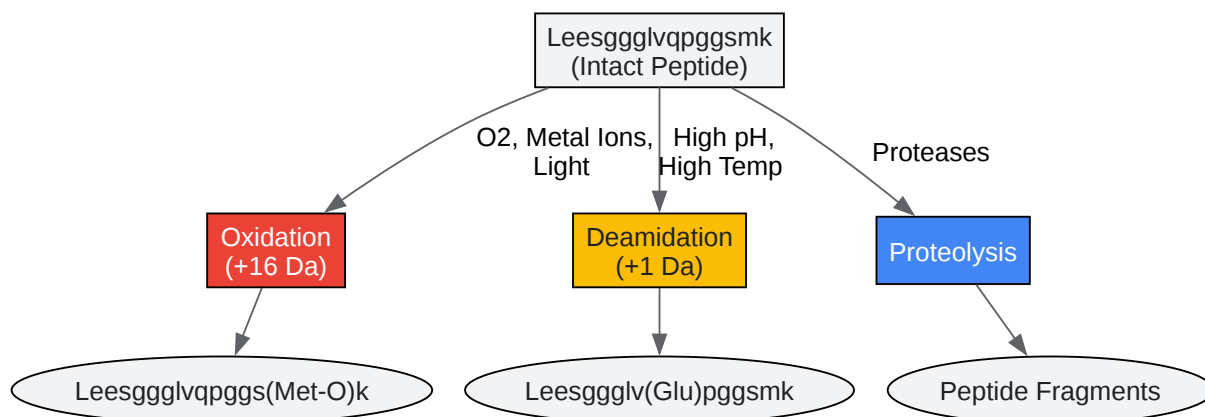 Leesggglvqpggsmk
(Intact Peptide)
O2, Metal Ions,
Light
High pH,
High Temp
Proteases
Oxidation
(+16 Da)
Deamidation
(+1 Da)
Proteolysis
Leesggglvqpggs(Met-O)k
Leesggglv(Glu)pggsmk
Peptide Fragments